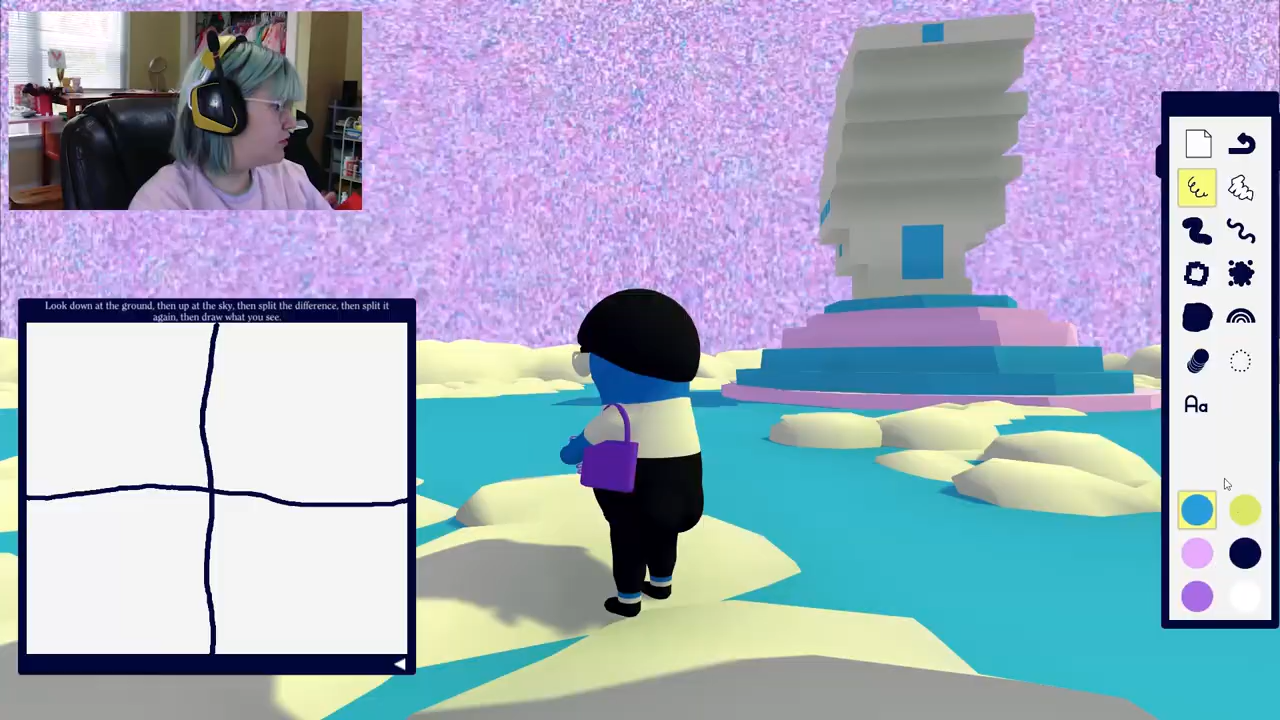 Look down at the ground, then up at the sky, then split the difference, then split it
again, then draw what you see.
Aa